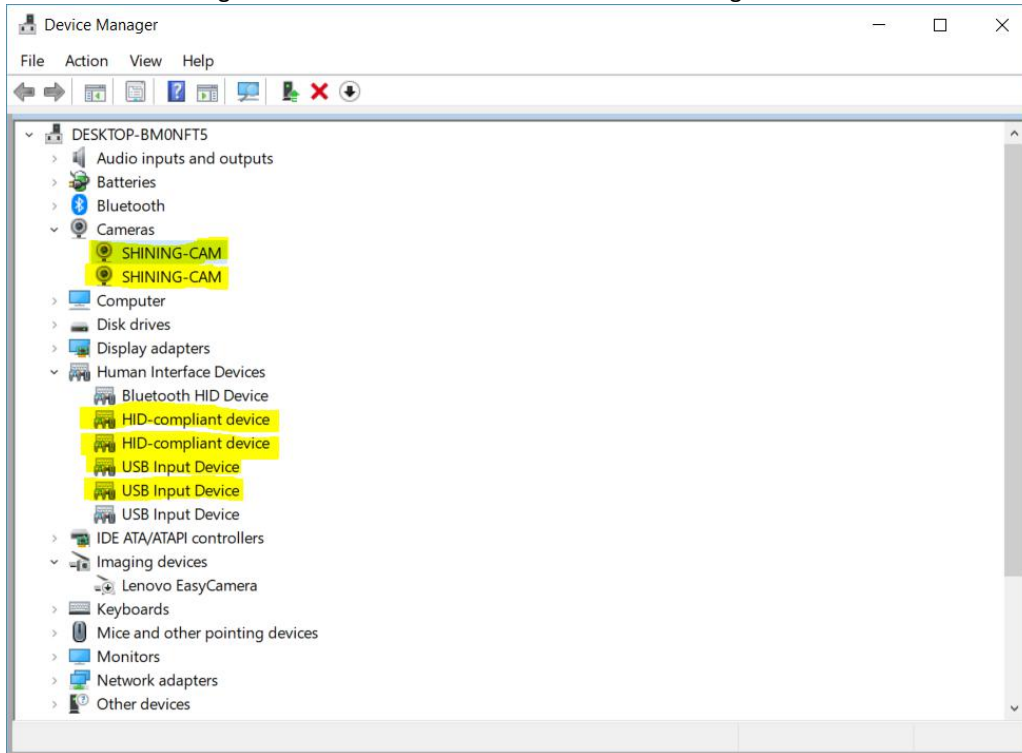 Device Manager
File Action View Help
DESKTOP-BM0NFT5
Audio inputs and outputs
Batteries
Bluetooth
Cameras
SHINING-CAM
SHINING-CAM
Computer
Disk drives
Display adapters
Human Interface Devices
Bluetooth HID Device
HID-compliant device
HID-compliant device
USB Input Device
USB Input Device
USB Input Device
IDE ATA/ATAPI controllers
Imaging devices
Lenovo EasyCamera
Keyboards
Mice and other pointing devices
Monitors
Network adapters
Other devices